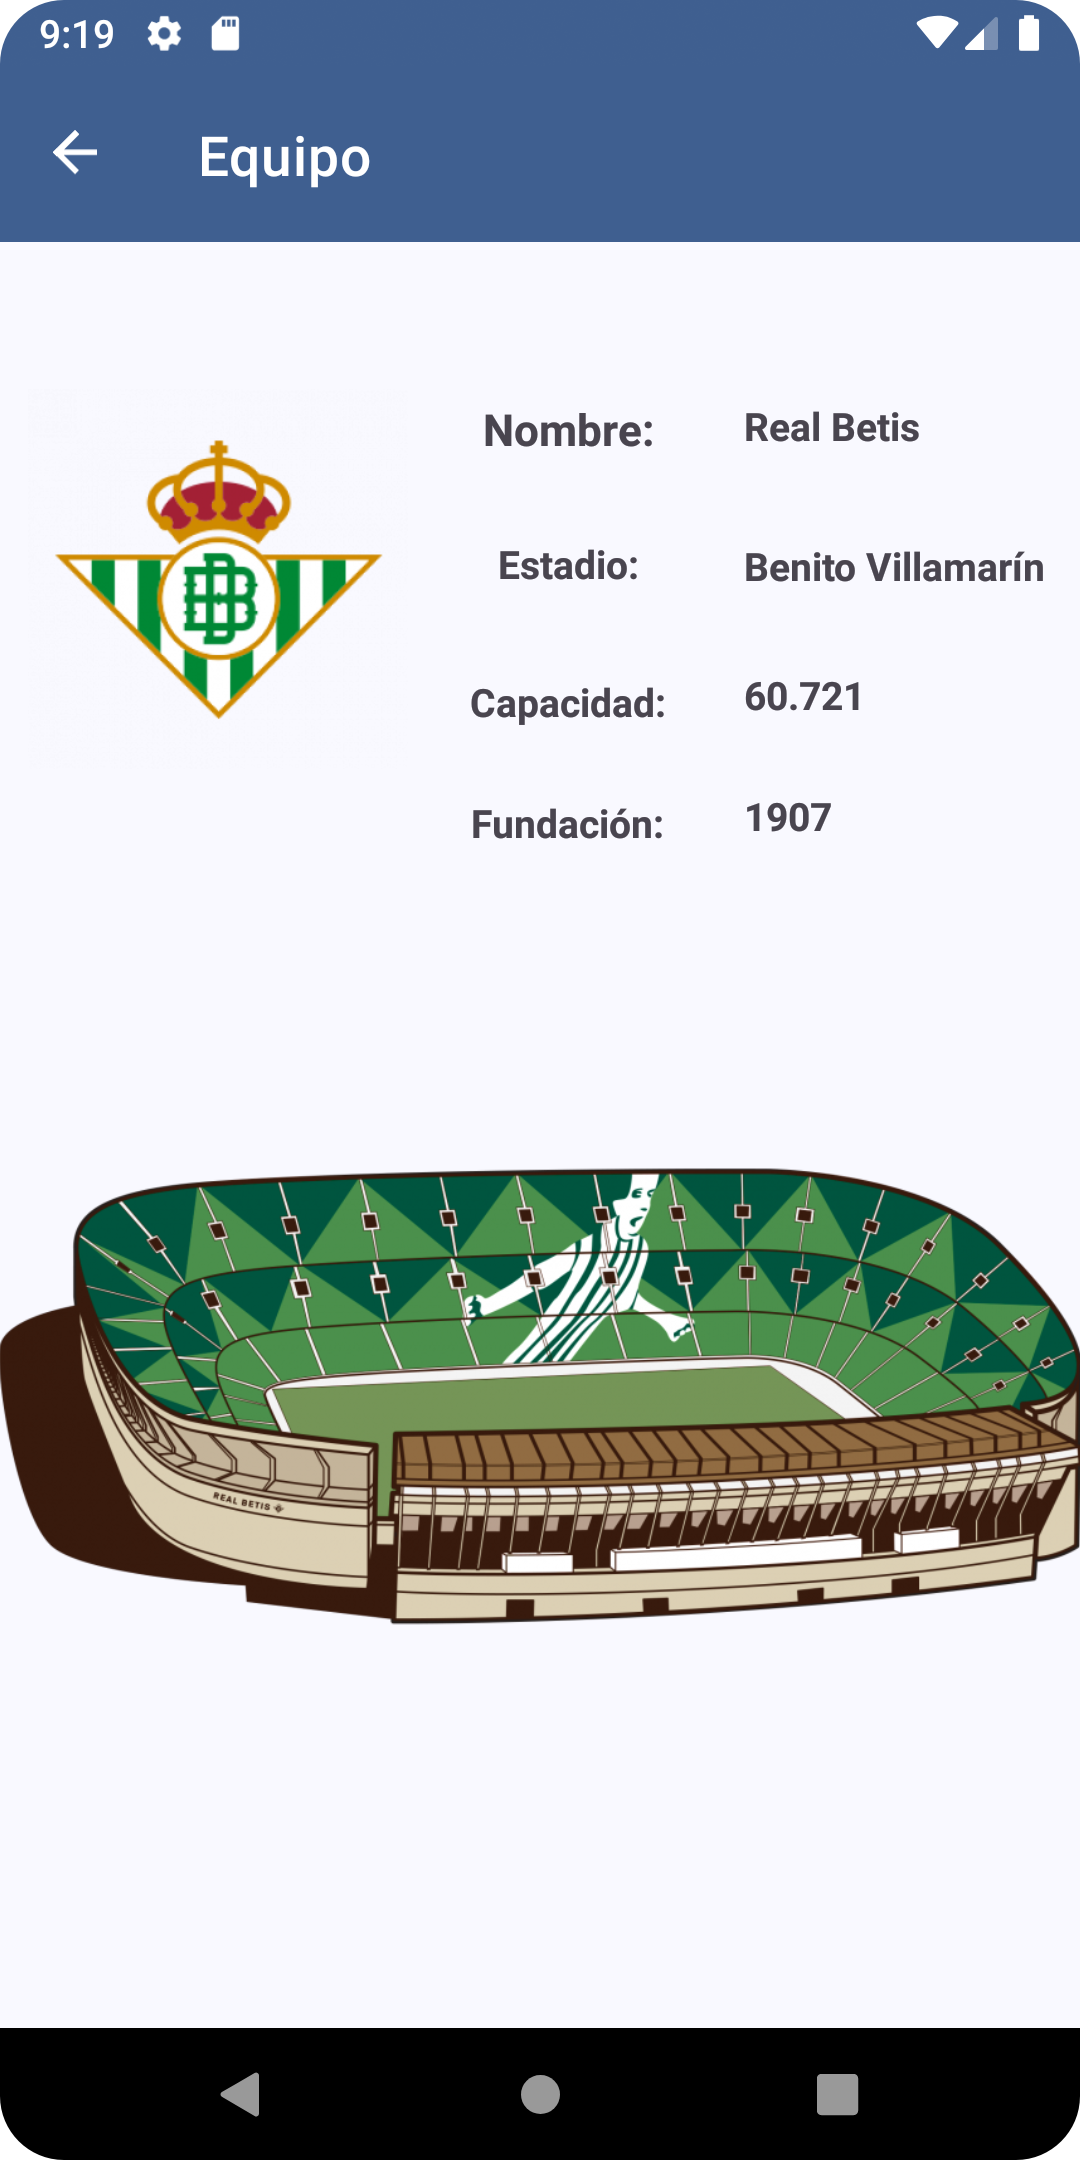 9:19
Equipo
Nombre: Real Betis
Estadio: Benito Villamarín
Capacidad: 60.721
Fundación: 1907
REAL BETIS